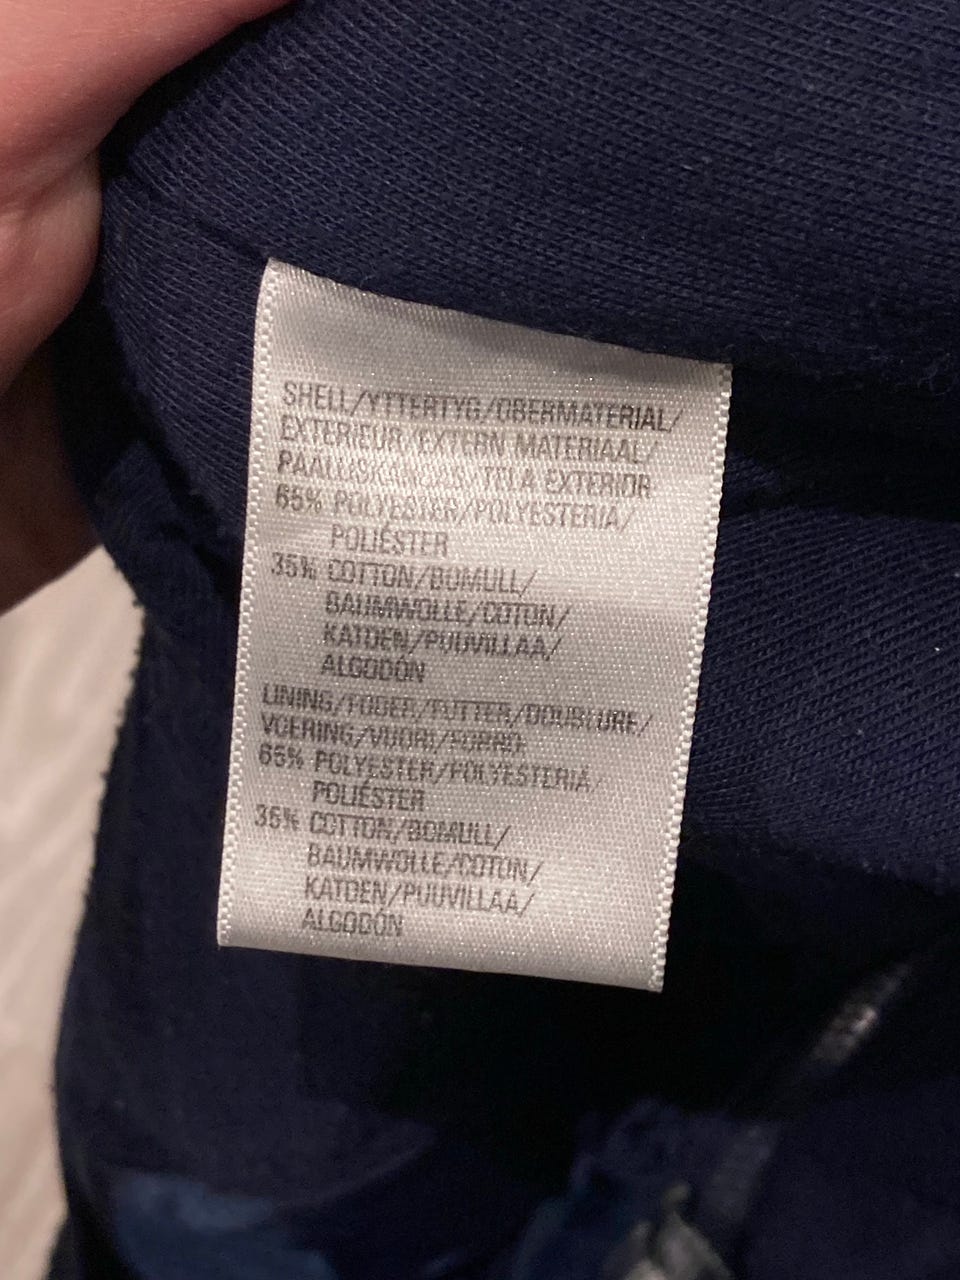 SHELL/YTTERTYG/OBERMATERIAL/
EXTERIEUR/EXTERN MATERIAAL/
PÄÄLLISKANGAS/TELA EXTERIOR
65% POLYESTER/POLYESTERIA/
POLIÉSTER
35% COTTON/BOMULL/
BAUMWOLLE/COTON/
KATOEN/PUUVILLAA/
ALGODÓN
LINING/FODER/FUTTER/DOUBLURE/
VOERING/VUORI/FORRO:
65% POLYESTER/POLYESTERIA/
POLIÉSTER
35% COTTON/BOMULL/
BAUMWOLLE/COTON/
KATOEN/PUUVILLAA/
ALGODÓN